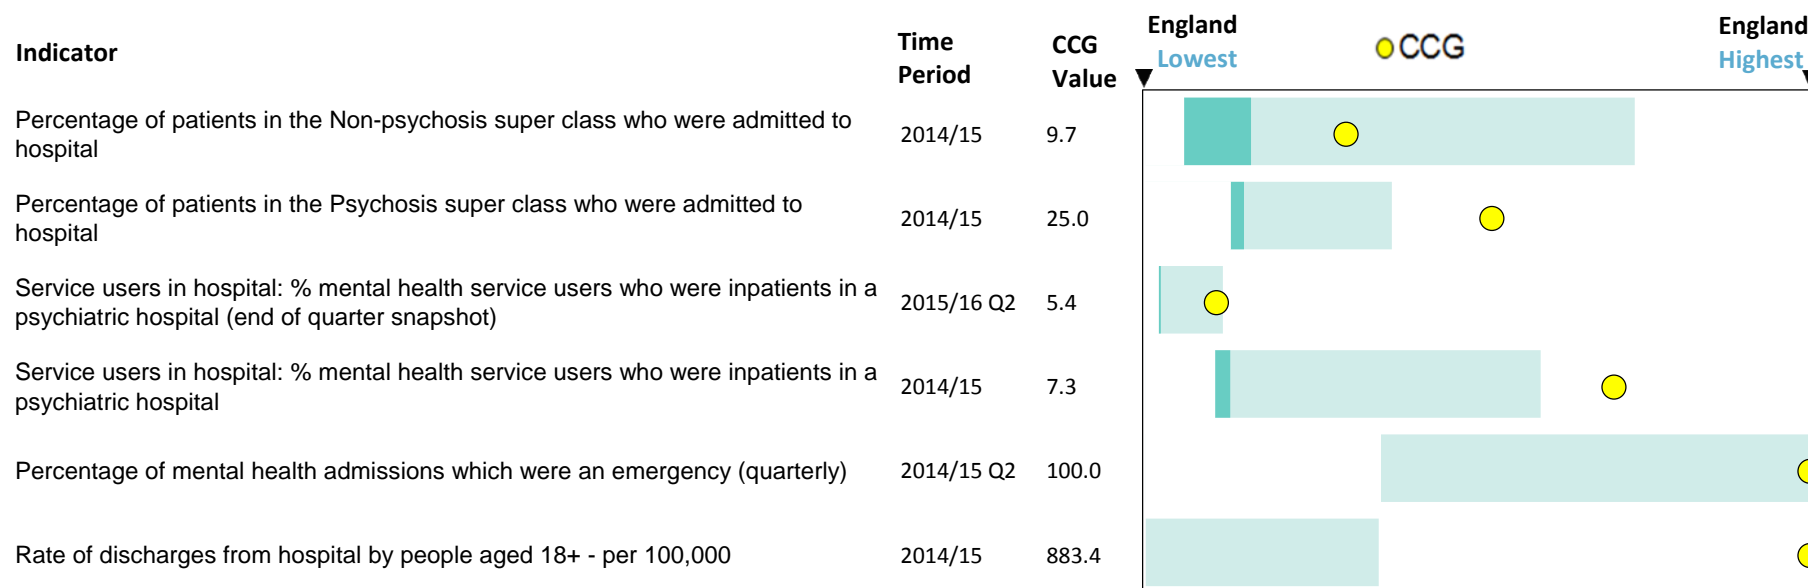 Indicator
Time
Period
CCG
Value
England
Lowest
CCG
England
Highest
Percentage of patients in the Non-psychosis super class who were admitted to
hospital
2014/15
9.7
Percentage of patients in the Psychosis super class who were admitted to
hospital
2014/15
25.0
Service users in hospital: % mental health service users who were inpatients in a
psychiatric hospital (end of quarter snapshot)
2015/16 Q2
5.4
Service users in hospital: % mental health service users who were inpatients in a
psychiatric hospital
2014/15
7.3
Percentage of mental health admissions which were an emergency (quarterly)
2014/15 Q2
100.0
Rate of discharges from hospital by people aged 18+ - per 100,000
2014/15
883.4